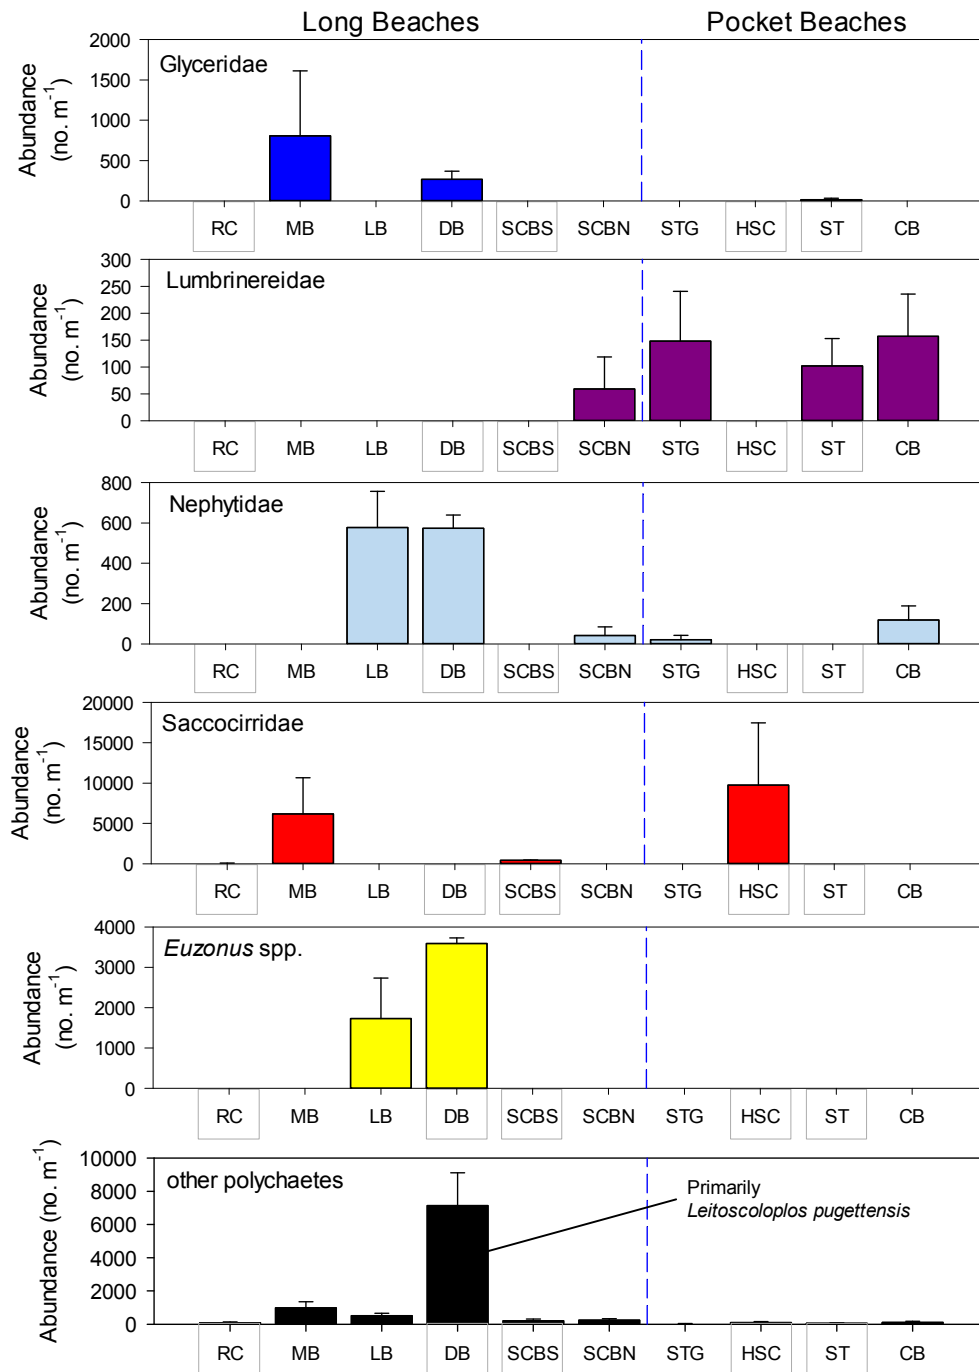 Long Beaches Pocket Beaches
Glyceridae
Abundance
(no. m-1)
2000
1500
1000
500
0
RC MB LB DB SCBS SCBN STG HSC ST CB
Lumbrinereidae
Abundance
(no. m-1)
300
250
200
150
100
50
0
RC MB LB DB SCBS SCBN STG HSC ST CB
Nephytidae
Abundance
(no. m-1)
800
600
400
200
0
RC MB LB DB SCBS SCBN STG HSC ST CB
Saccocirridae
Abundance
(no. m-1)
20000
15000
10000
5000
0
RC MB LB DB SCBS SCBN STG HSC ST CB
Euzonus spp.
Abundance
(no. m-1)
4000
3000
2000
1000
0
RC MB LB DB SCBS SCBN STG HSC ST CB
other polychaetes
Abundance (no. m-1)
10000
8000
6000
4000
2000
0
Primarily
Leitoscoloplos pugettensis
RC MB LB DB SCBS SCBN STG HSC ST CB